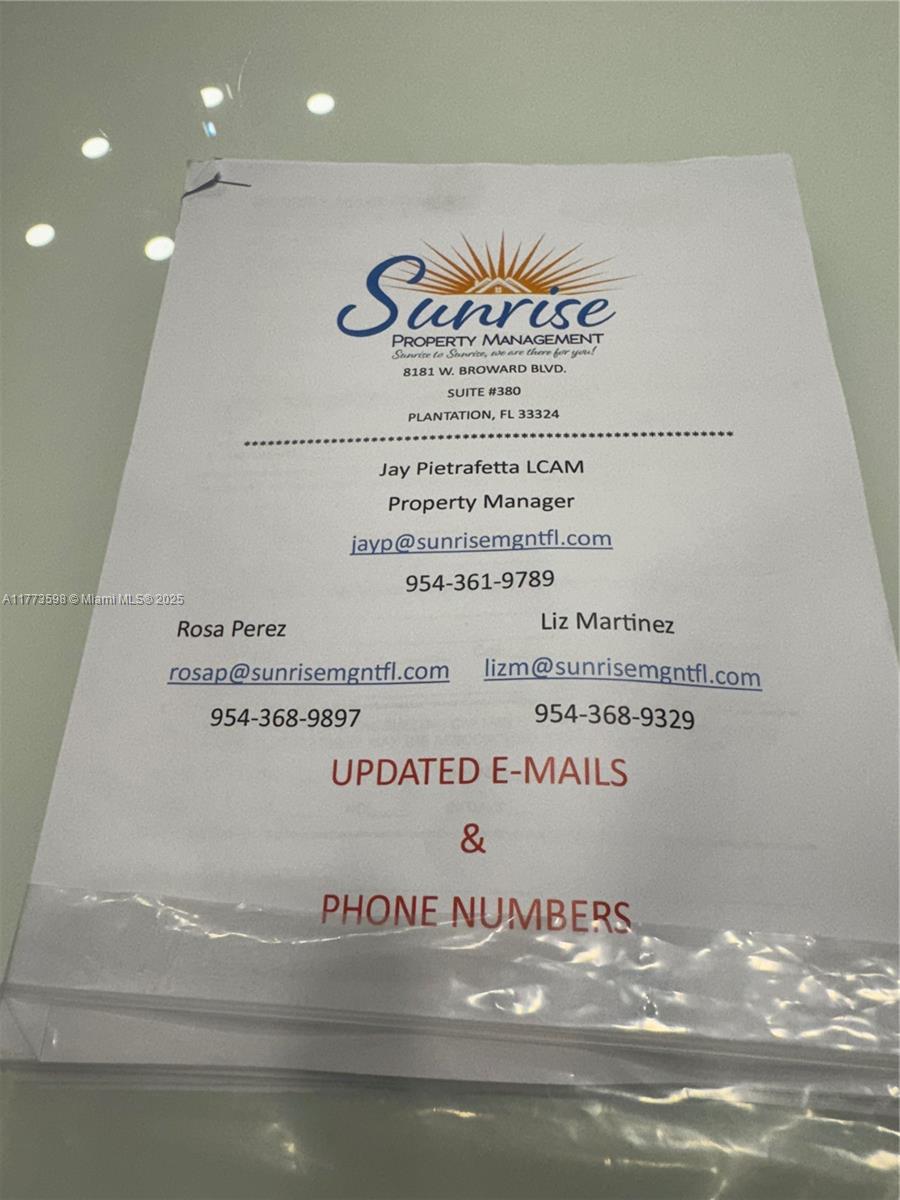 Sunrise
PROPERTY MANAGEMENT
Sunrise to Sunrise, we are there for you!
8181 W. BROWARD BLVD.
SUITE #380
PLANTATION, FL 33324
**************************************************************
Jay Pietrafetta LCAM
Property Manager
jayp@sunrisemgntfl.com
954-361-9789
A11773598 © Miami MLS® 2025
Rosa Perez Liz Martinez
rosap@sunrisemgntfl.com lizm@sunrisemgntfl.com
954-368-9897 954-368-9329
UPDATED E-MAILS
&
PHONE NUMBERS